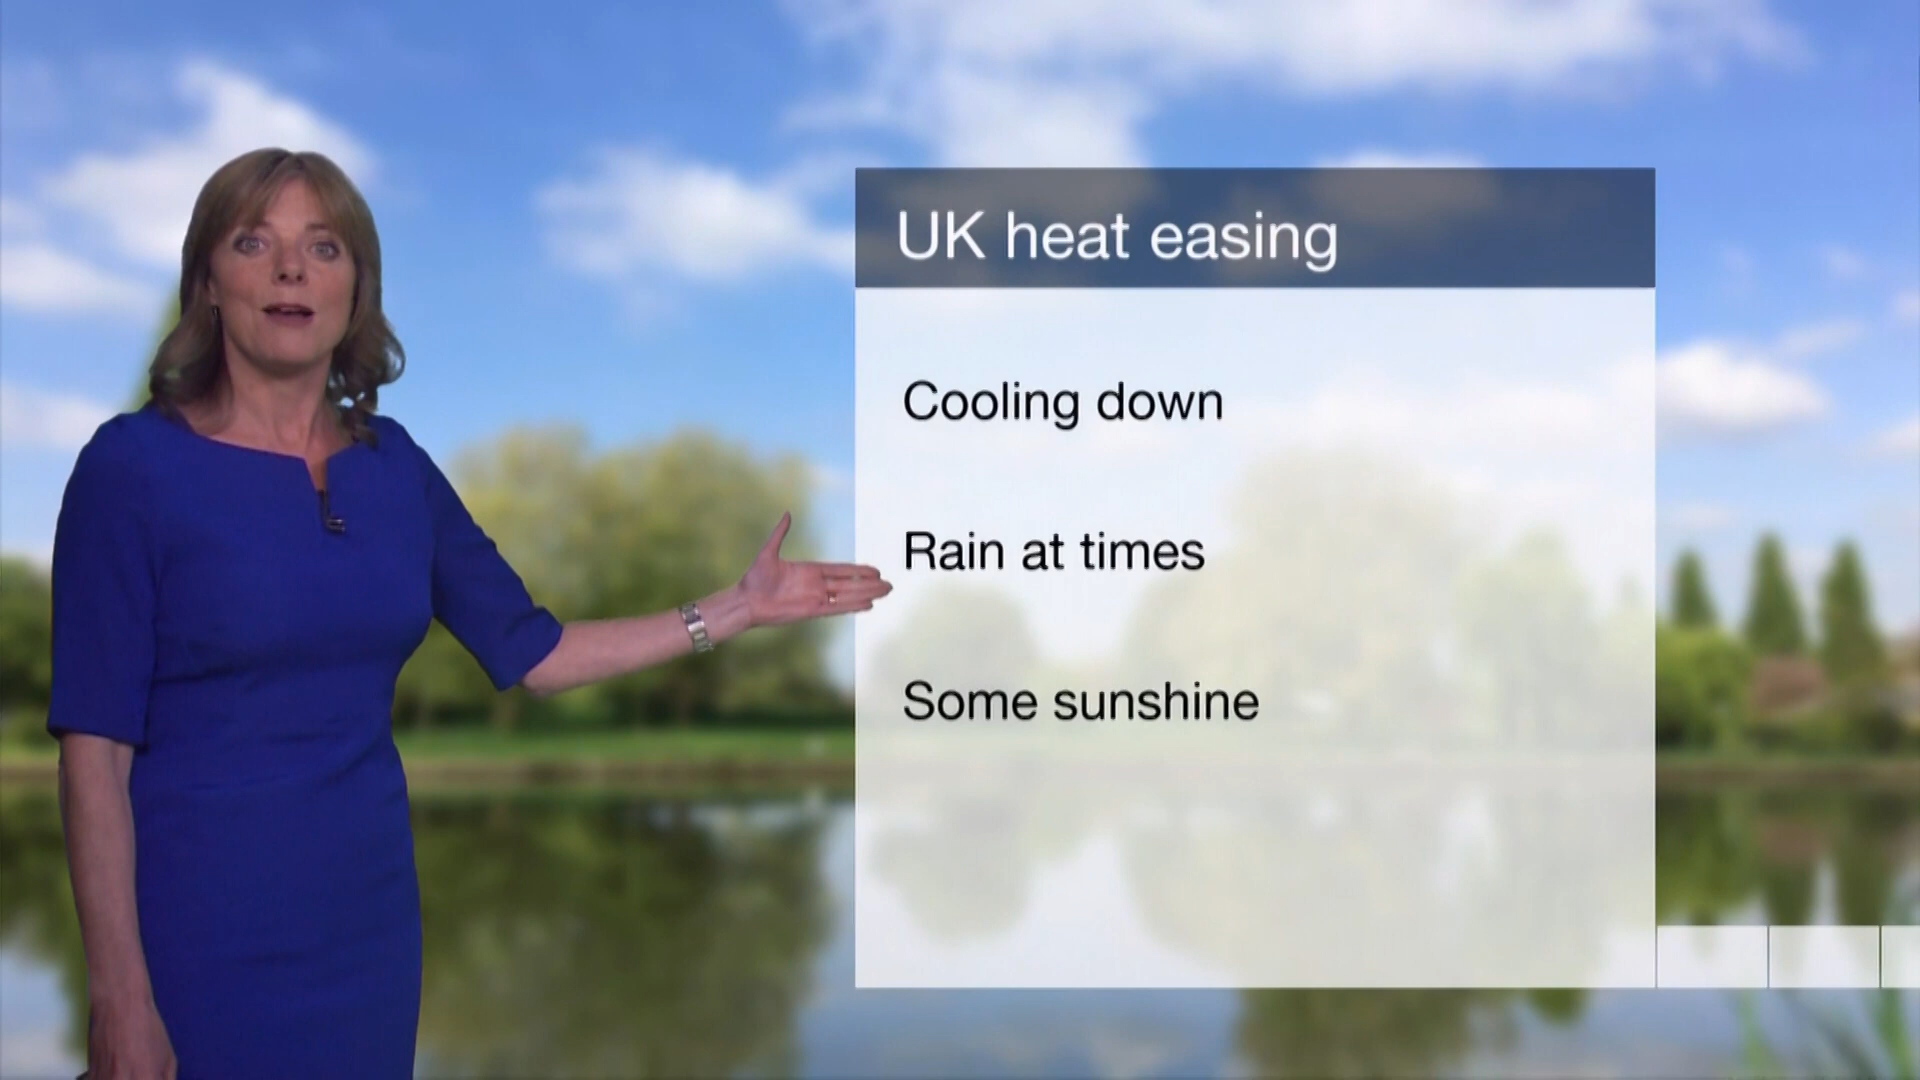 UK heat easing
Cooling down
Rain at times
Some sunshine